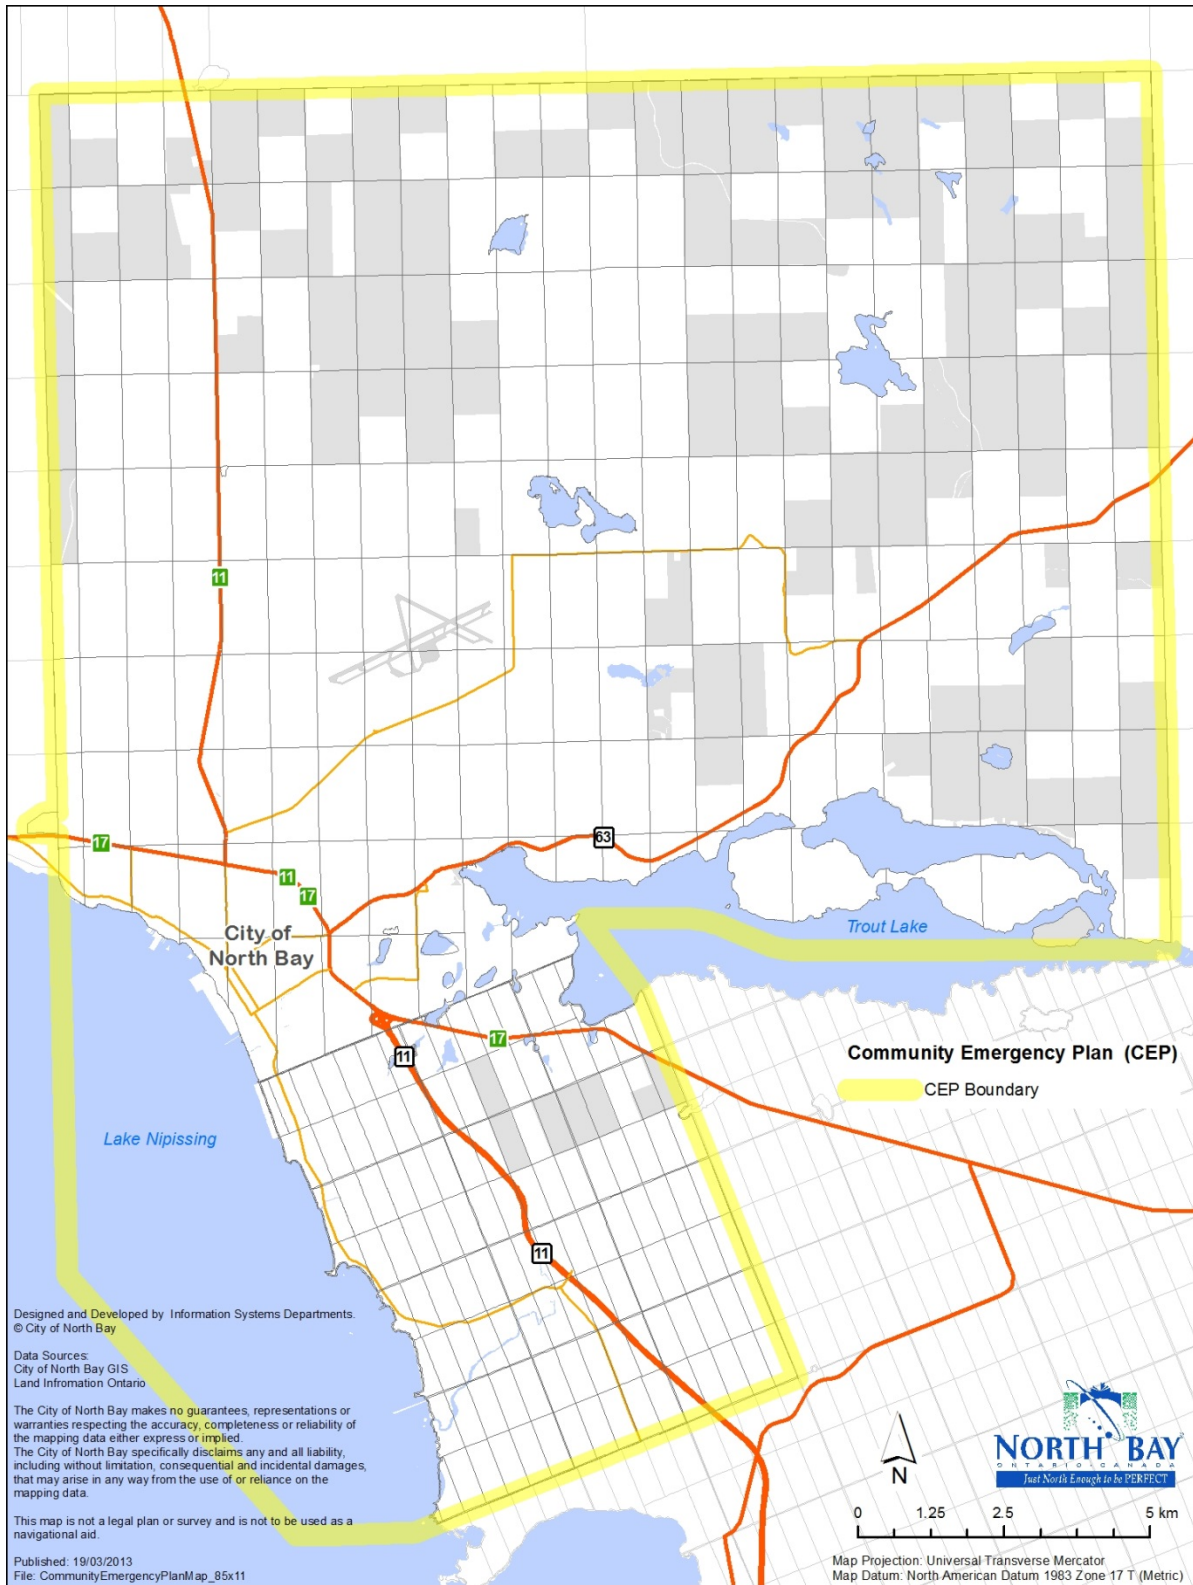 11
17
11
17
63
City of
North Bay
Trout Lake
17
11
Community Emergency Plan (CEP)
CEP Boundary
Lake Nipissing
11
Designed and Developed by Information Systems Departments.
© City of North Bay
Data Sources:
City of North Bay GIS
Land Infromation Ontario
The City of North Bay makes no guarantees, representations or
warranties respecting the accuracy, completeness or reliability of
the mapping data either express or implied.
The City of North Bay specifically disclaims any and all liability,
including without limitation, consequential and incidental damages,
that may arise in any way from the use of or reliance on the
mapping data.
This map is not a legal plan or survey and is not to be used as a
navigational aid.
Published: 19/03/2013
File: CommunityEmergencyPlanMap_85x11
N
NORTH BAY
ONTARIO · CANADA
Just North Enough to be PERFECT
0 1.25 2.5 5 km
Map Projection: Universal Transverse Mercator
Map Datum: North American Datum 1983 Zone 17 T (Metric)